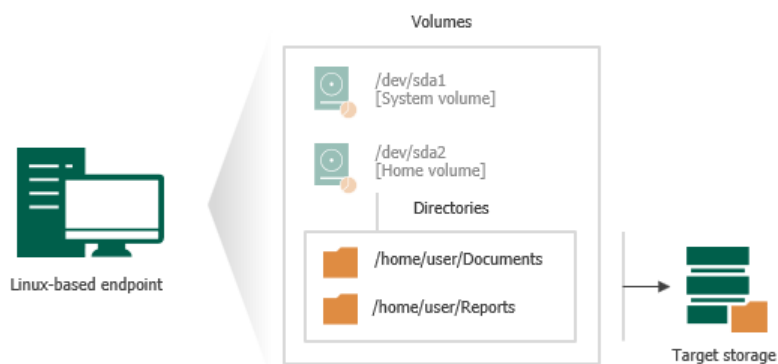 Volumes
/dev/sda1
[System volume]
/dev/sda2
[Home volume]
Directories
/home/user/Documents
/home/user/Reports
Linux-based endpoint
Target storage